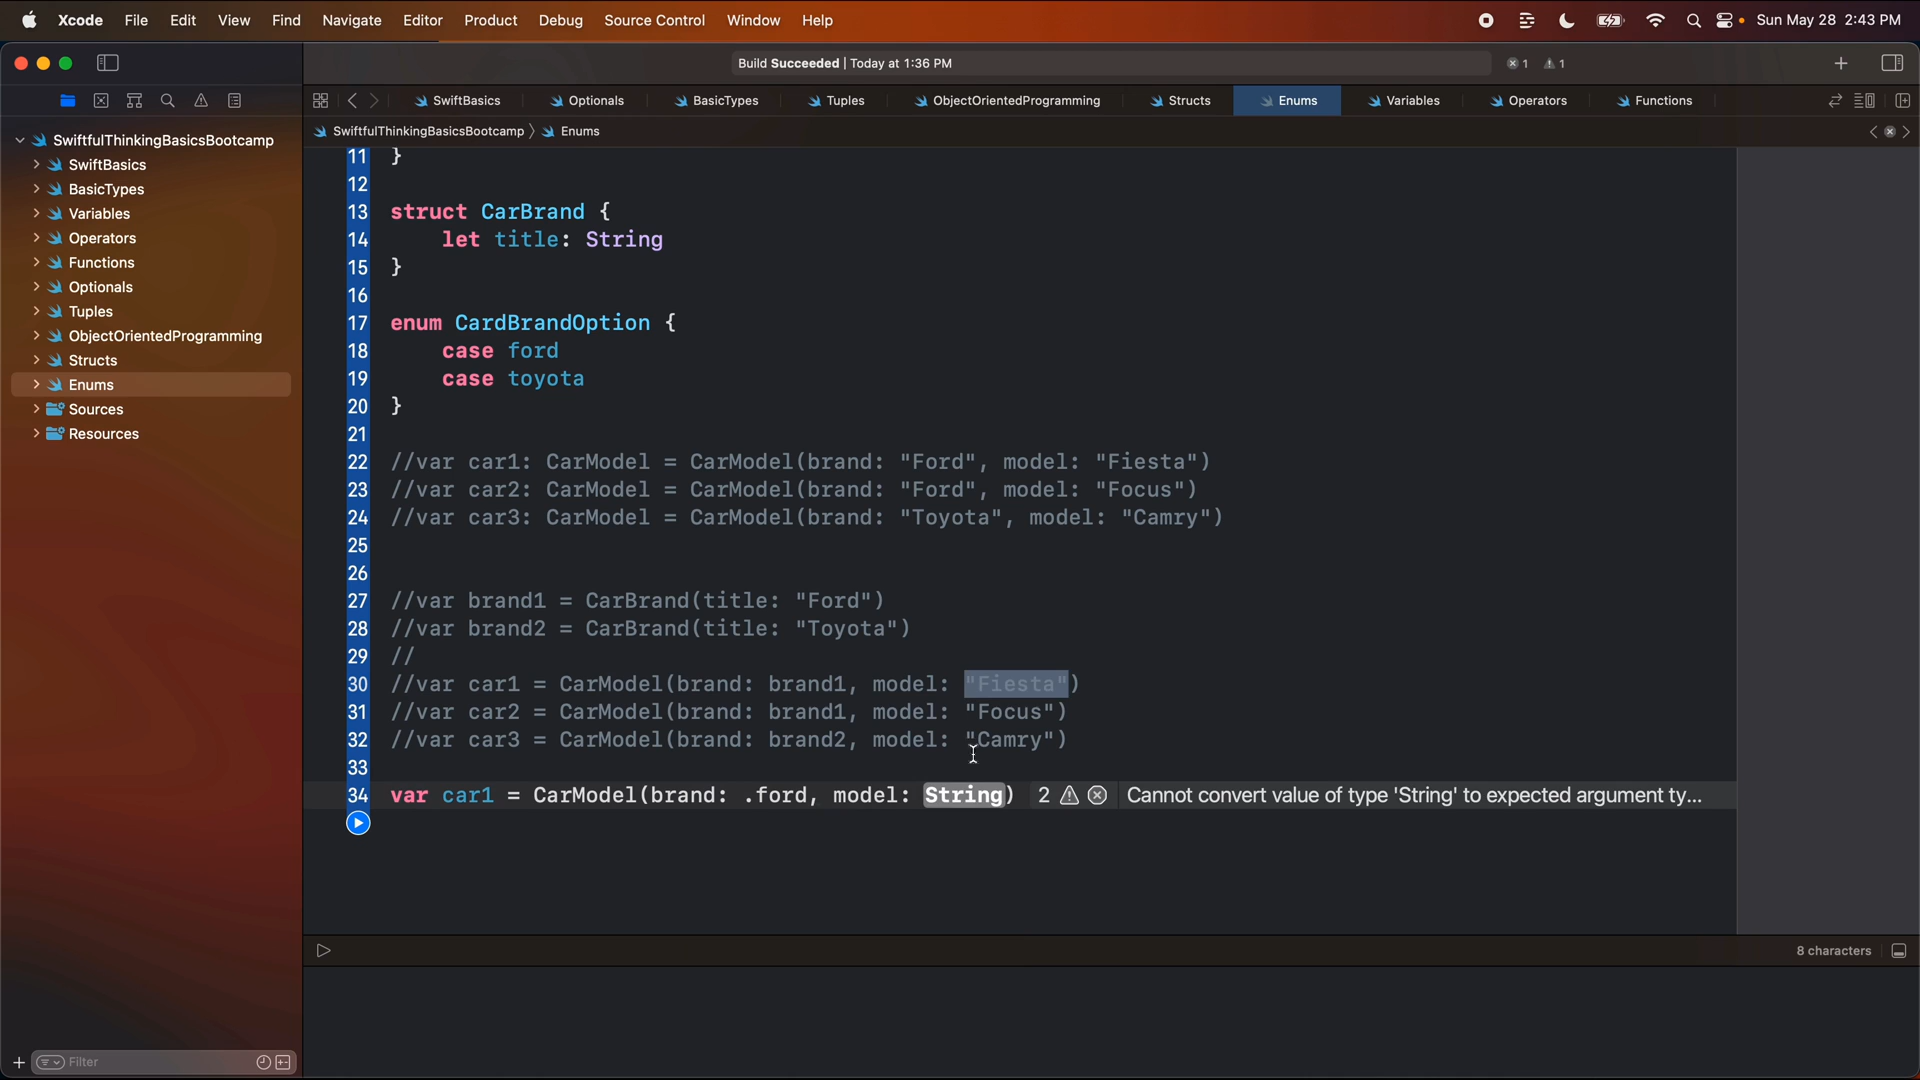 Xcode File Edit View Find Navigate Editor Product Debug Source Control Window Help Sun May 28 2:43 PM
Build Succeeded | Today at 1:36 PM 1 1
SwiftBasics Optionals BasicTypes Tuples ObjectOrientedProgramming Structs Enums Variables Operators Functions
SwiftfulThinkingBasicsBootcamp Enums
SwiftfulThinkingBasicsBootcamp
SwiftBasics
BasicTypes
Variables
Operators
Functions
Optionals
Tuples
ObjectOrientedProgramming
Structs
Enums
Sources
Resources
11 }
12
13 struct CarBrand {
14 let title: String
15 }
16
17 enum CardBrandOption {
18 case ford
19 case toyota
20 }
21
22 //var car1: CarModel = CarModel(brand: "Ford", model: "Fiesta")
23 //var car2: CarModel = CarModel(brand: "Ford", model: "Focus")
24 //var car3: CarModel = CarModel(brand: "Toyota", model: "Camry")
25
26
27 //var brand1 = CarBrand(title: "Ford")
28 //var brand2 = CarBrand(title: "Toyota")
29 //
30 //var car1 = CarModel(brand: brand1, model: "Fiesta")
31 //var car2 = CarModel(brand: brand1, model: "Focus")
32 //var car3 = CarModel(brand: brand2, model: "Camry")
33
34 var car1 = CarModel(brand: .ford, model: String) 2 Cannot convert value of type 'String' to expected argument ty...
8 characters
Filter